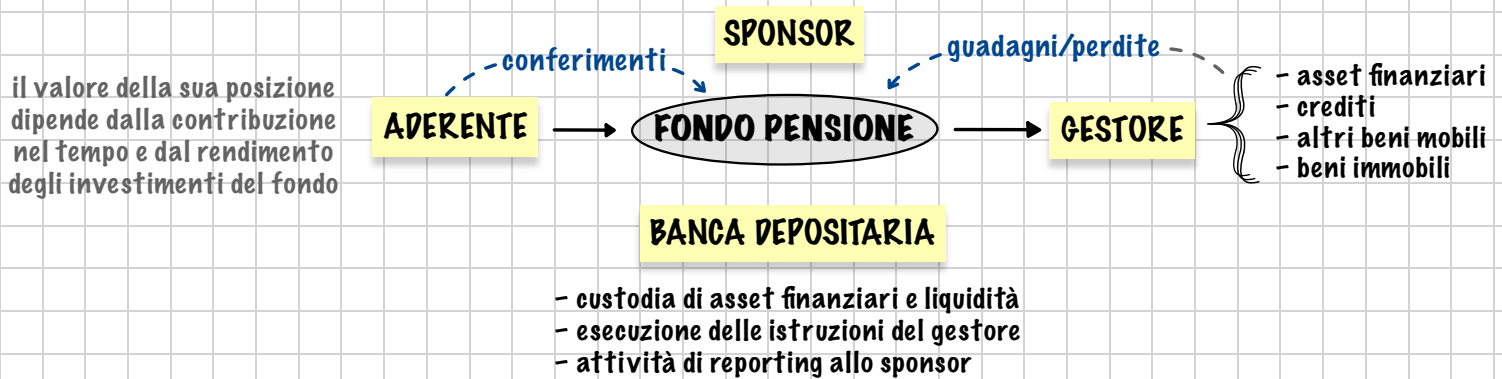 SPONSOR
conferimenti
guadagni/perdite
il valore della sua posizione
dipende dalla contribuzione
nel tempo e dal rendimento
degli investimenti del fondo
ADERENTE
FONDO PENSIONE
GESTORE
- asset finanziari
- crediti
- altri beni mobili
- beni immobili
BANCA DEPOSITARIA
- custodia di asset finanziari e liquidità
- esecuzione delle istruzioni del gestore
- attività di reporting allo sponsor